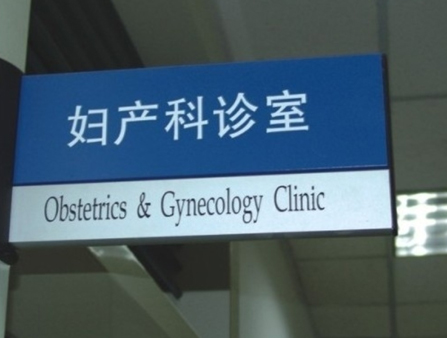 妇产科诊室
Obstetrics & Gynecology Clinic